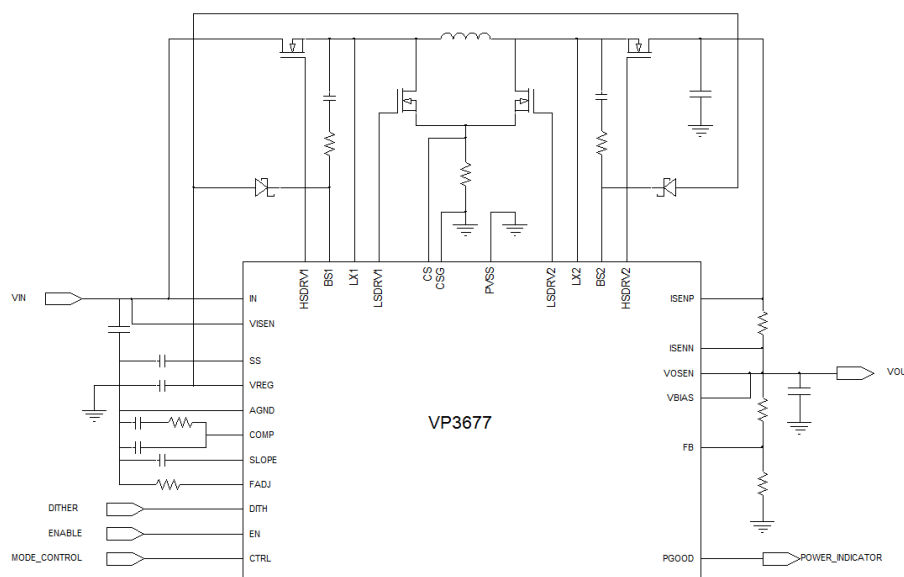 HSDRV1
BS1
LX1
LSDRV1
CS
CSG
PVSS
LSDRV2
LX2
BS2
HSDRV2
VIN
IN
VISEN
SS
VREG
AGND
COMP
SLOPE
FADJ
DITHER
DITH
ENABLE
EN
MODE_CONTROL
CTRL
VP3677
ISENP
ISENN
VOSEN
VOU
VBIAS
FB
PGOOD
POWER_INDICATOR